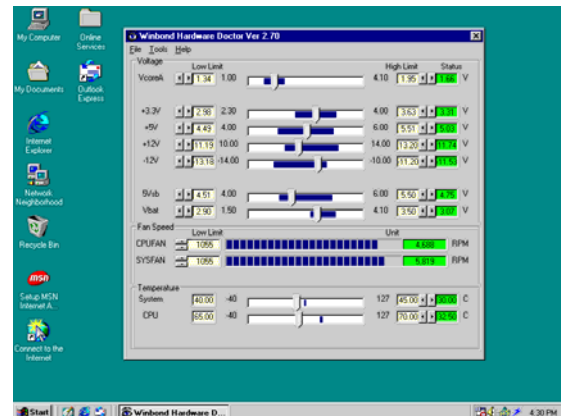 My Computer
Online Services
My Documents
Outlook Express
Internet Explorer
Network Neighborhood
Recycle Bin
msn
Setup MSN Internet A...
Connect to the Internet
Winbond Hardware Doctor Ver 2.70
File Tools Help
Voltage
Low Limit High Limit Status
VcoreA 1.34 1.00 4.10 1.95 1.66 V
+3.3V 2.98 2.30 4.00 3.63 3.31 V
+5V 4.49 4.00 6.00 5.51 5.03 V
+12V 11.19 10.00 14.00 13.20 11.74 V
-12V 13.18 -14.00 -10.00 11.20 11.53 V
5Vsb 4.51 4.00 6.00 5.50 4.75 V
Vbat 2.90 1.50 4.10 3.50 3.07 V
Fan Speed
Low Limit Unit
CPUFAN 1055 4,688 RPM
SYSFAN 1055 5,819 RPM
Temperature
System 40.00 -40 127 45.00 30.00 C
CPU 65.00 -40 127 70.00 32.50 C
Start
Winbond Hardware D...
4:30 PM